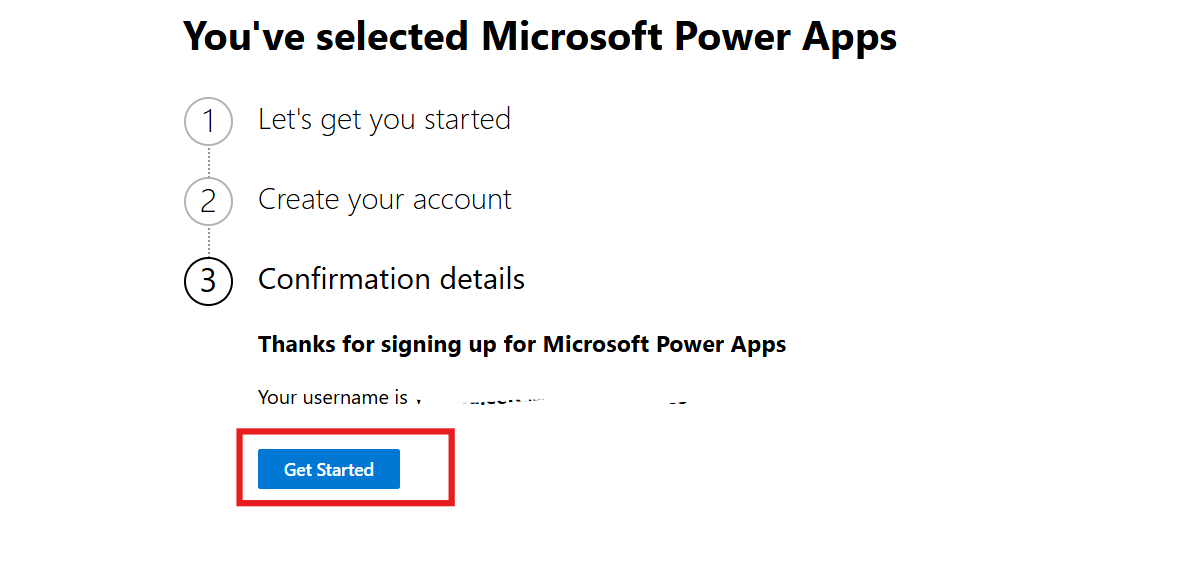 You've selected Microsoft Power Apps
1 Let's get you started
2 Create your account
3 Confirmation details
Thanks for signing up for Microsoft Power Apps
Your username is
Get Started